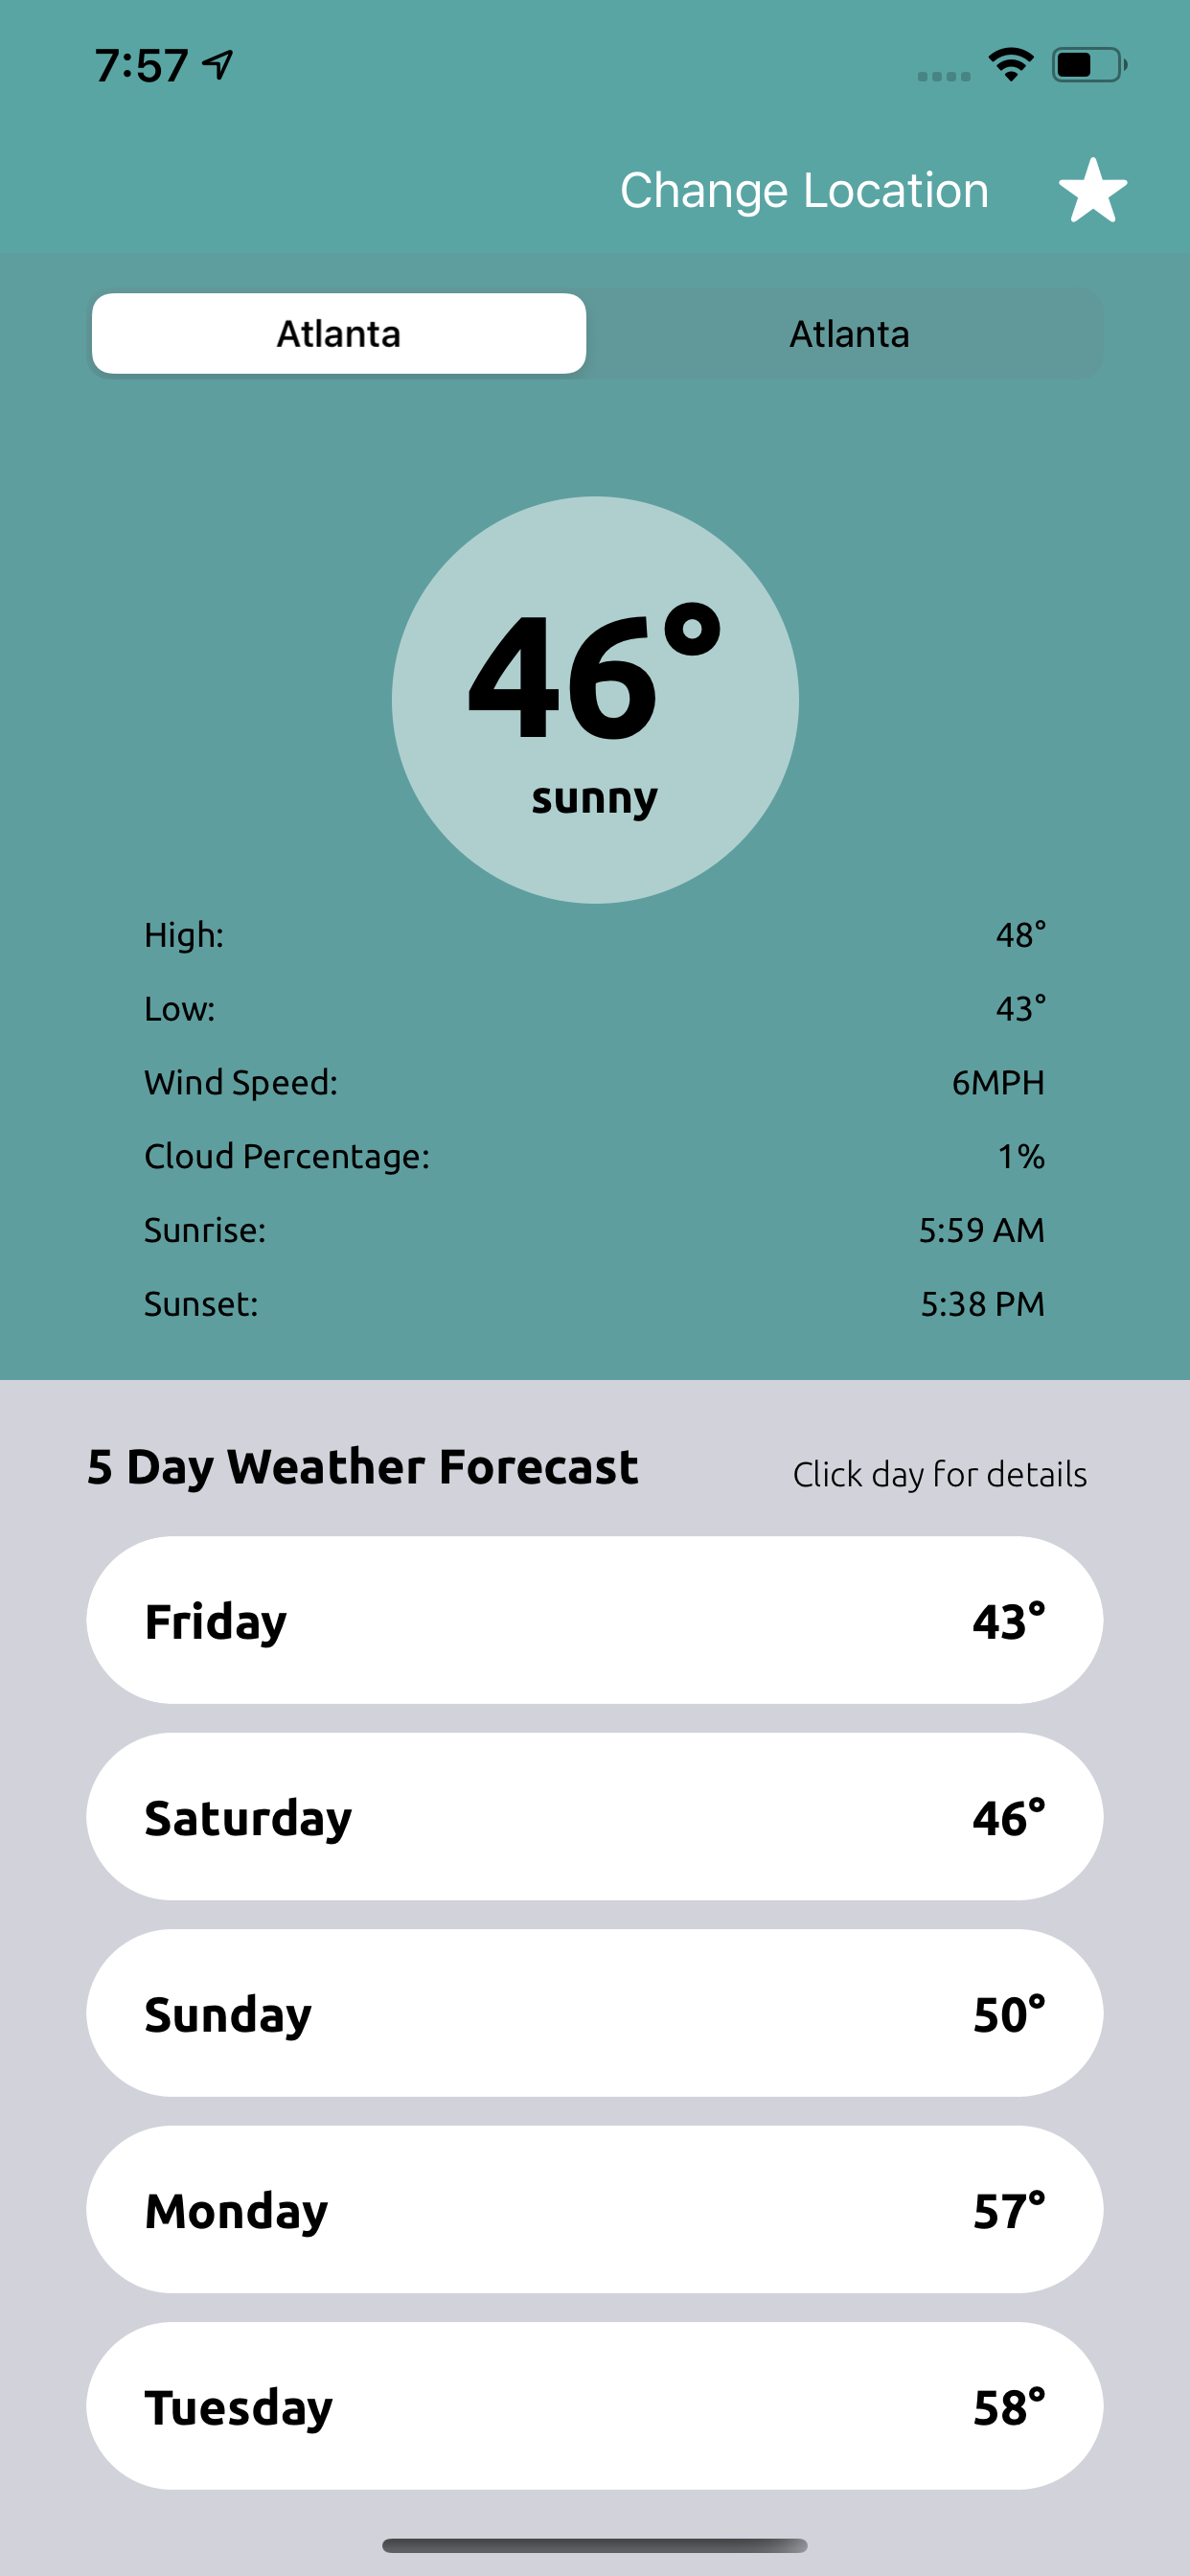 7:57
Change Location
Atlanta Atlanta
46°
sunny
High: 48°
Low: 43°
Wind Speed: 6MPH
Cloud Percentage: 1%
Sunrise: 5:59 AM
Sunset: 5:38 PM
5 Day Weather Forecast Click day for details
Friday 43°
Saturday 46°
Sunday 50°
Monday 57°
Tuesday 58°